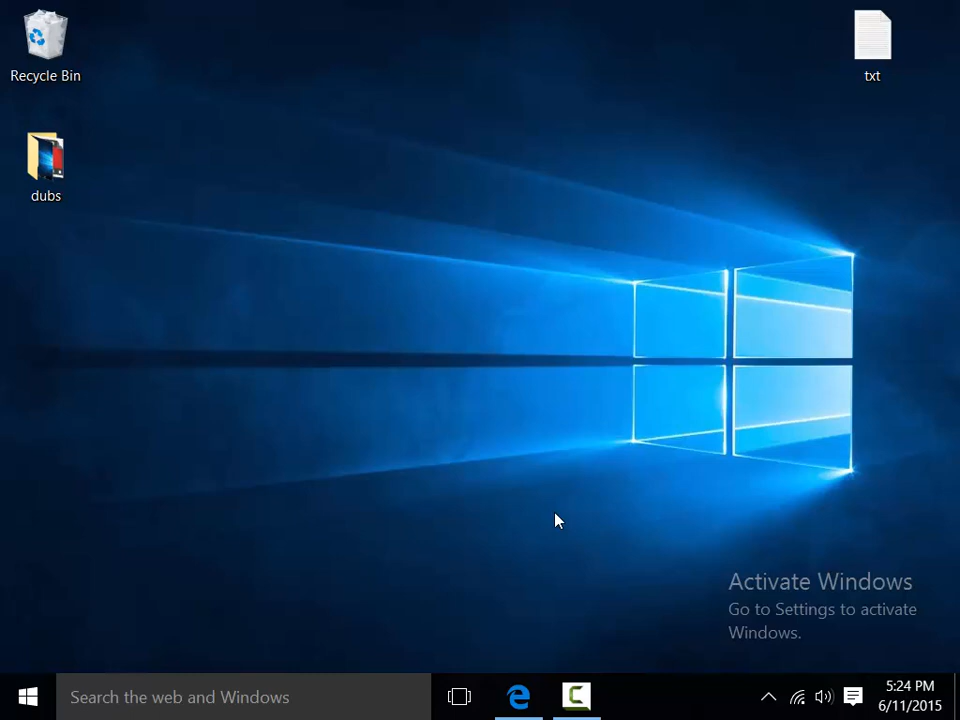 Recycle Bin
txt
dubs
Activate Windows
Go to Settings to activate
Windows.
Search the web and Windows
5:24 PM
6/11/2015